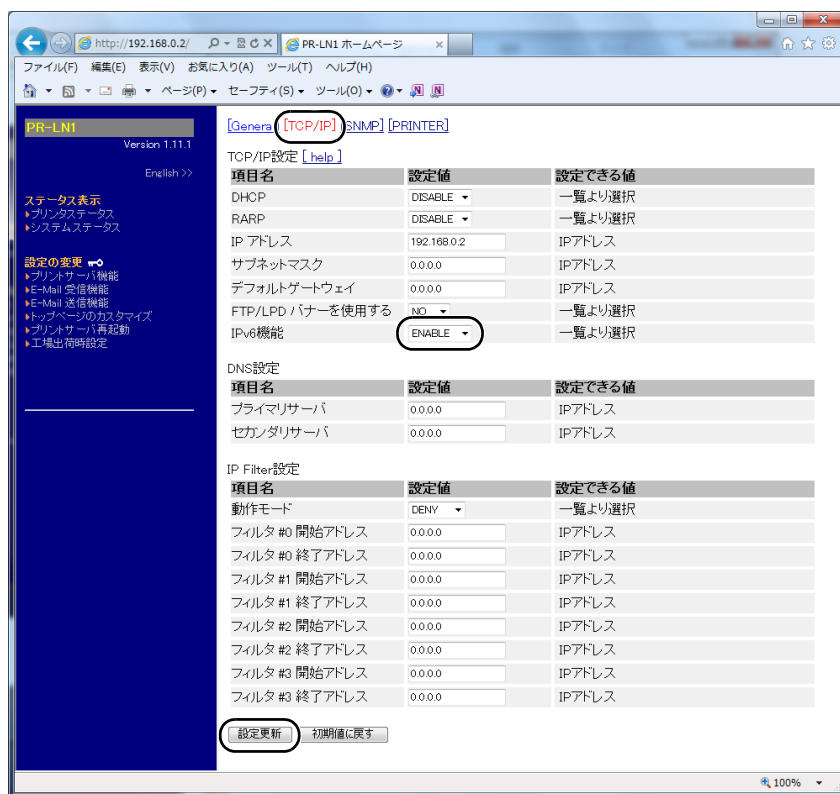 http://192.168.0.2/
PR-LN1 ホームページ
ファイル(F) 編集(E) 表示(V) お気に入り(A) ツール(T) ヘルプ(H)
ページ(P) セーフティ(S) ツール(O)
PR-LN1
Version 1.11.1
English >>
ステータス表示
プリンタステータス
システムステータス
設定の変更
プリントサーバ機能
E-Mail 受信機能
E-Mail 送信機能
トップページのカスタマイズ
プリントサーバ再起動
工場出荷時設定
[Genera [TCP/IP] SNMP] [PRINTER]
TCP/IP設定 [ help ]
項目名 設定値 設定できる値
DHCP DISABLE 一覧より選択
RARP DISABLE 一覧より選択
IP アドレス 192.168.0.2 IPアドレス
サブネットマスク 0.0.0.0 IPアドレス
デフォルトゲートウェイ 0.0.0.0 IPアドレス
FTP/LPD バナーを使用する NO 一覧より選択
IPv6機能 ENABLE 一覧より選択
DNS設定
項目名 設定値 設定できる値
プライマリサーバ 0.0.0.0 IPアドレス
セカンダリサーバ 0.0.0.0 IPアドレス
IP Filter設定
項目名 設定値 設定できる値
動作モード DENY 一覧より選択
フィルタ #0 開始アドレス 0.0.0.0 IPアドレス
フィルタ #0 終了アドレス 0.0.0.0 IPアドレス
フィルタ #1 開始アドレス 0.0.0.0 IPアドレス
フィルタ #1 終了アドレス 0.0.0.0 IPアドレス
フィルタ #2 開始アドレス 0.0.0.0 IPアドレス
フィルタ #2 終了アドレス 0.0.0.0 IPアドレス
フィルタ #3 開始アドレス 0.0.0.0 IPアドレス
フィルタ #3 終了アドレス 0.0.0.0 IPアドレス
設定更新 初期値に戻す
100%